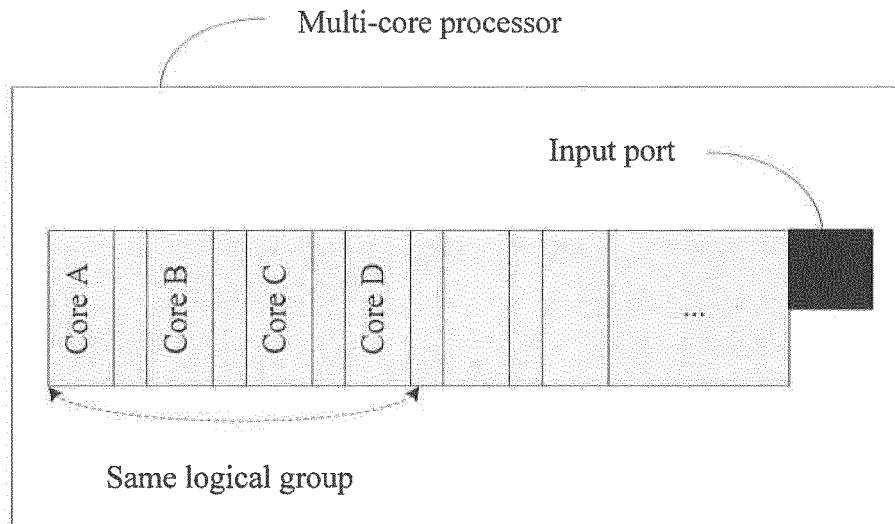 Multi-core processor
Input port
Core A
Core B
Core C
Core D
...
Same logical group